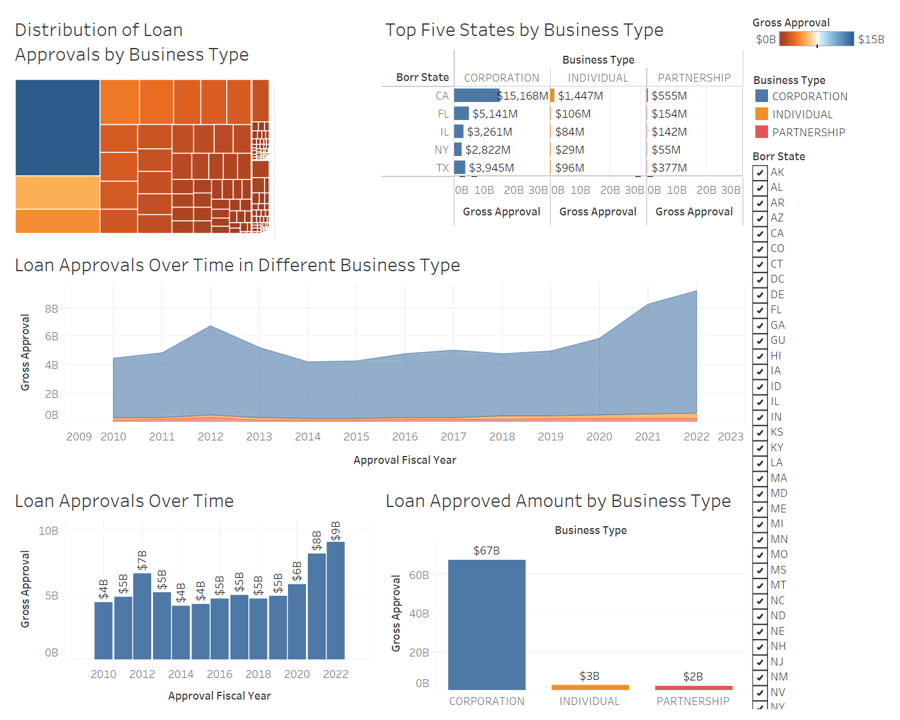 Distribution of Loan
Approvals by Business Type
Top Five States by Business Type
Business Type
Borr State CORPORATION INDIVIDUAL PARTNERSHIP
CA $15,168M $1,447M $555M
FL $5,141M $106M $154M
IL $3,261M $84M $142M
NY $2,822M $29M $55M
TX $3,945M $96M $377M
0B 10B 20B 30B 0B 10B 20B 30B 0B 10B 20B 30B
Gross Approval Gross Approval Gross Approval
Gross Approval
$0B $15B
Business Type
CORPORATION
INDIVIDUAL
PARTNERSHIP
Borr State
AK
AL
AR
AZ
CA
CO
CT
DC
DE
FL
GA
GU
HI
IA
ID
IL
IN
KS
KY
LA
MA
MD
ME
MI
MN
MO
MS
MT
NC
ND
NE
NH
NJ
NM
NV
NY
Loan Approvals Over Time in Different Business Type
Gross Approval
8B
6B
4B
2B
0B
2009 2010 2011 2012 2013 2014 2015 2016 2017 2018 2019 2020 2021 2022 2023
Approval Fiscal Year
Loan Approvals Over Time
Gross Approval
10B
5B
0B
$4B $5B $7B $5B $4B $4B $5B $5B $5B $5B $6B $8B $9B
2010 2012 2014 2016 2018 2020 2022
Approval Fiscal Year
Loan Approved Amount by Business Type
Business Type
Gross Approval
60B
40B
20B
0B
$67B $3B $2B
CORPORATION INDIVIDUAL PARTNERSHIP